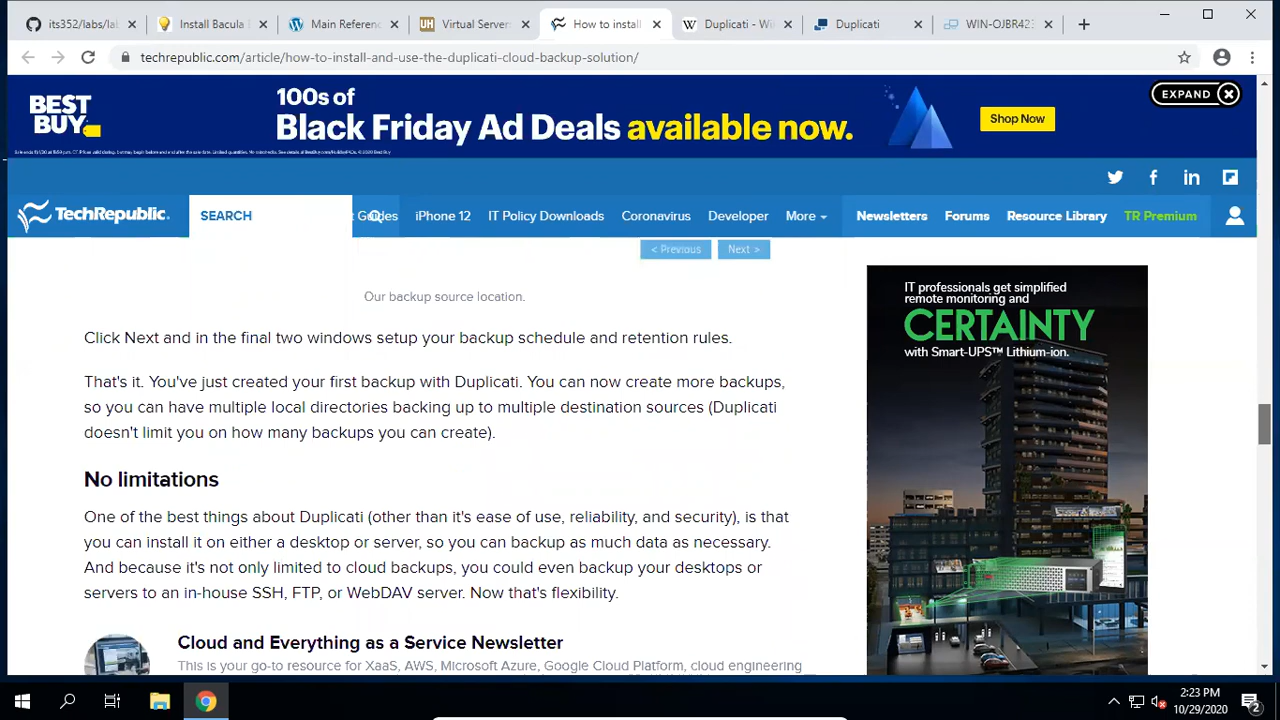 its352/labs/lab
Install Bacula E
Main Referenc
Virtual Server
How to install
Duplicati - Wi
Duplicati
WIN-OJBR423
techrepublic.com/article/how-to-install-and-use-the-duplicati-cloud-backup-solution/
BEST BUY
100s of
Black Friday Ad Deals available now.
Shop Now
EXPAND
TechRepublic.
SEARCH
t Guides
iPhone 12
IT Policy Downloads
Coronavirus
Developer
More
Newsletters
Forums
Resource Library
TR Premium
< Previous
Next >
Our backup source location.
Click Next and in the final two windows setup your backup schedule and retention rules.
That's it. You've just created your first backup with Duplicati. You can now create more backups,
so you can have multiple local directories backing up to multiple destination sources (Duplicati
doesn't limit you on how many backups you can create).
No limitations
One of the best things about Duplicati (other than it's ease of use, reliability, and security), is that
you can install it on either a desktop or server, so you can backup as much data as necessary.
And because it's not only limited to cloud backups, you could even backup your desktops or
servers to an in-house SSH, FTP, or WebDAV server. Now that's flexibility.
Cloud and Everything as a Service Newsletter
This is your go-to resource for XaaS, AWS, Microsoft Azure, Google Cloud Platform, cloud engineering
IT professionals get simplified
remote monitoring and
CERTAINTY
with Smart-UPS™ Lithium-ion.
2:23 PM
10/29/2020
2